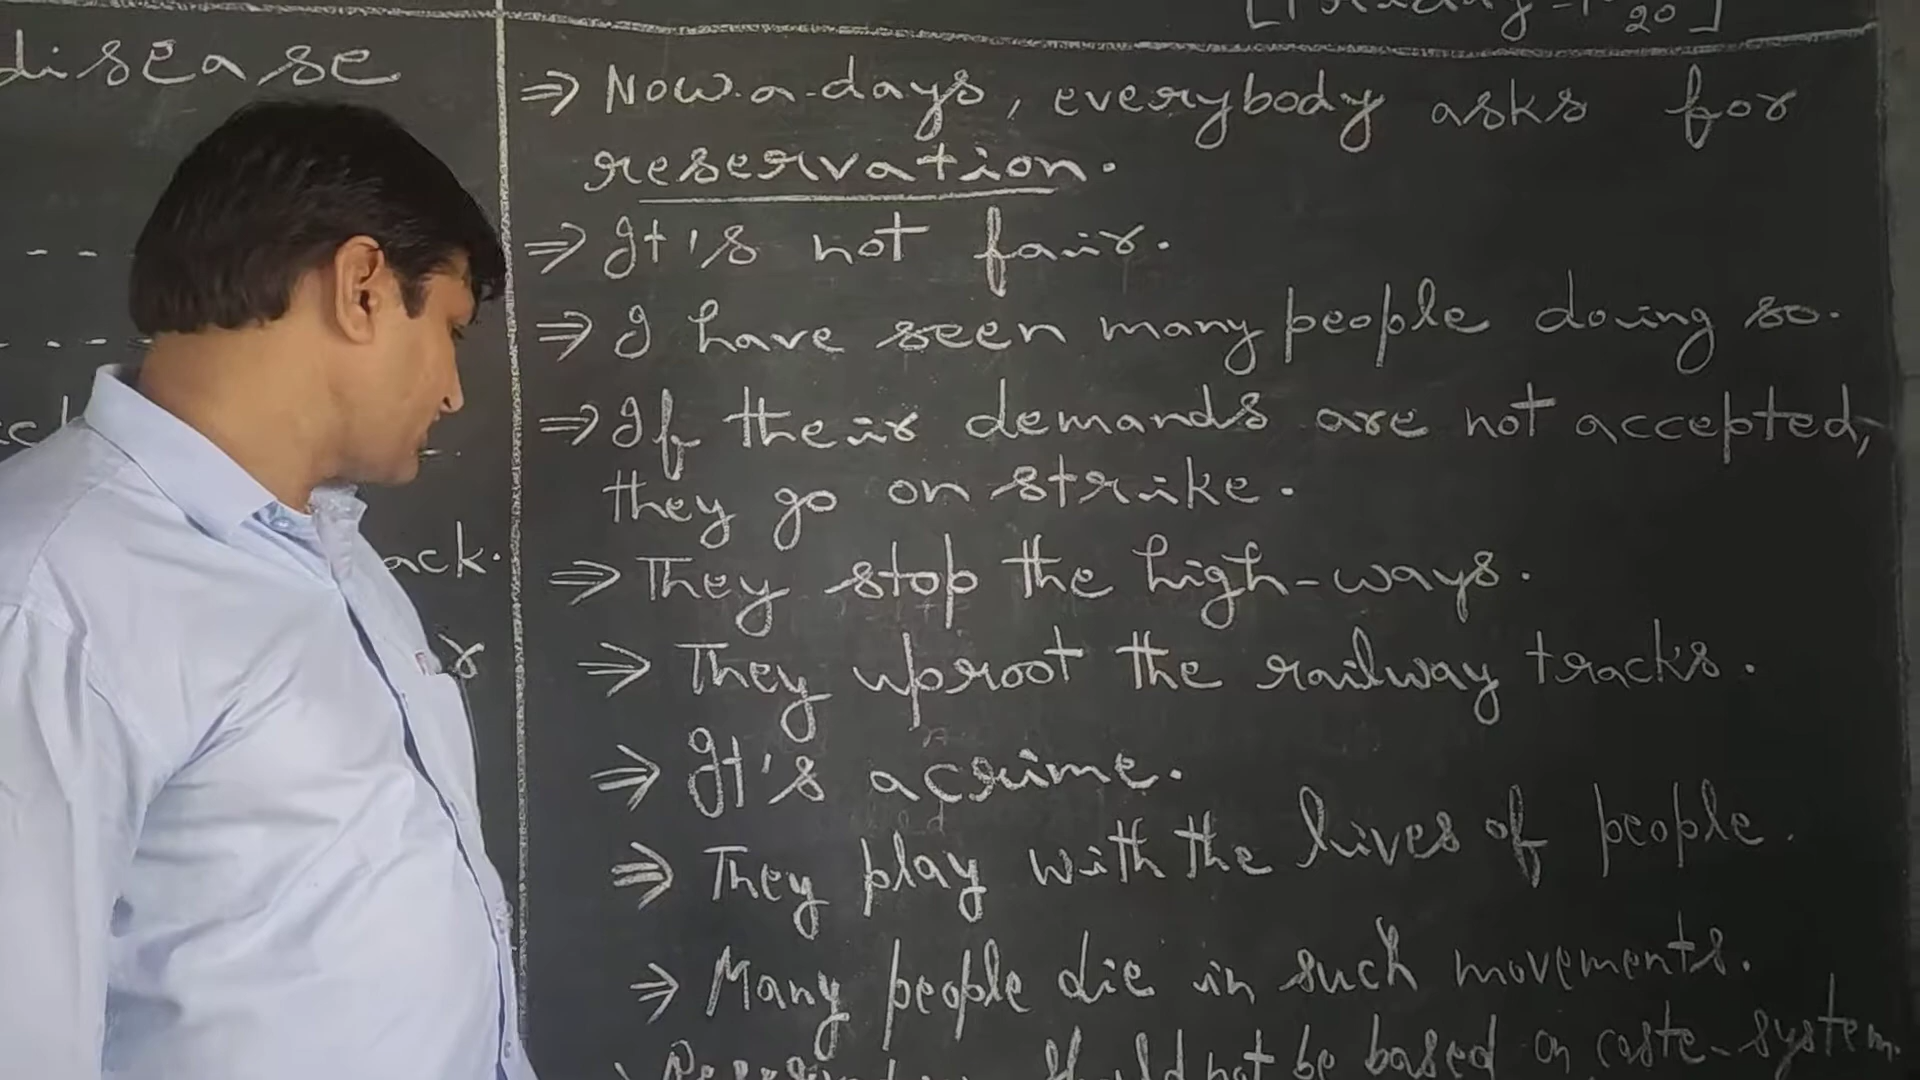 disease
ack.
20]
⇒ Now-a-days, everybody asks for
reservation.
⇒ It's not fair.
⇒ I have seen many people doing so.
⇒ If their demands are not accepted,
they go on strike.
⇒ They stop the high-ways.
⇒ They uproot the railway tracks.
⇒ It's a crime.
⇒ They play with the lives of people.
⇒ Many people die in such movements.
should not be based on caste-system.